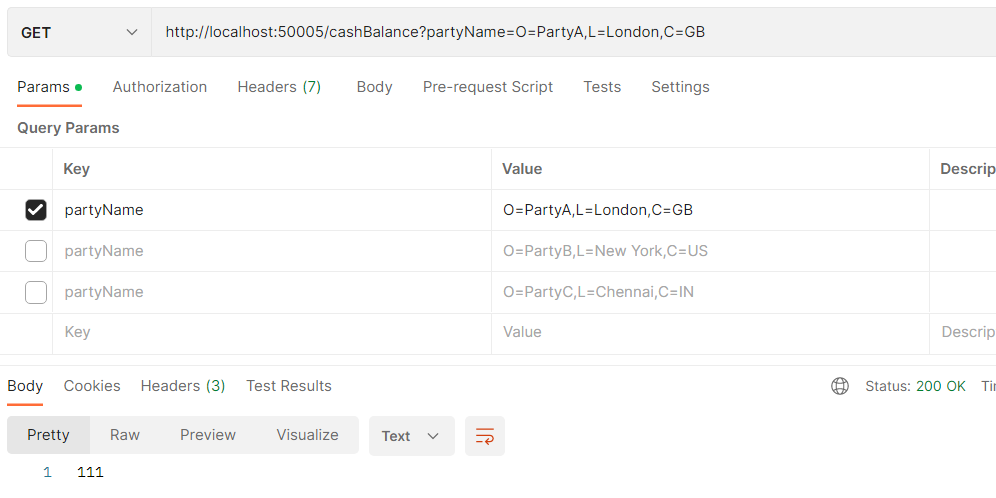 GET http://localhost:50005/cashBalance?partyName=O=PartyA,L=London,C=GB
Params Authorization Headers (7) Body Pre-request Script Tests Settings
Query Params
Key Value Descrip
partyName O=PartyA,L=London,C=GB
partyName O=PartyB,L=New York,C=US
partyName O=PartyC,L=Chennai,C=IN
Key Value Descrip
Body Cookies Headers (3) Test Results Status: 200 OK Tir
Pretty Raw Preview Visualize Text
1 111